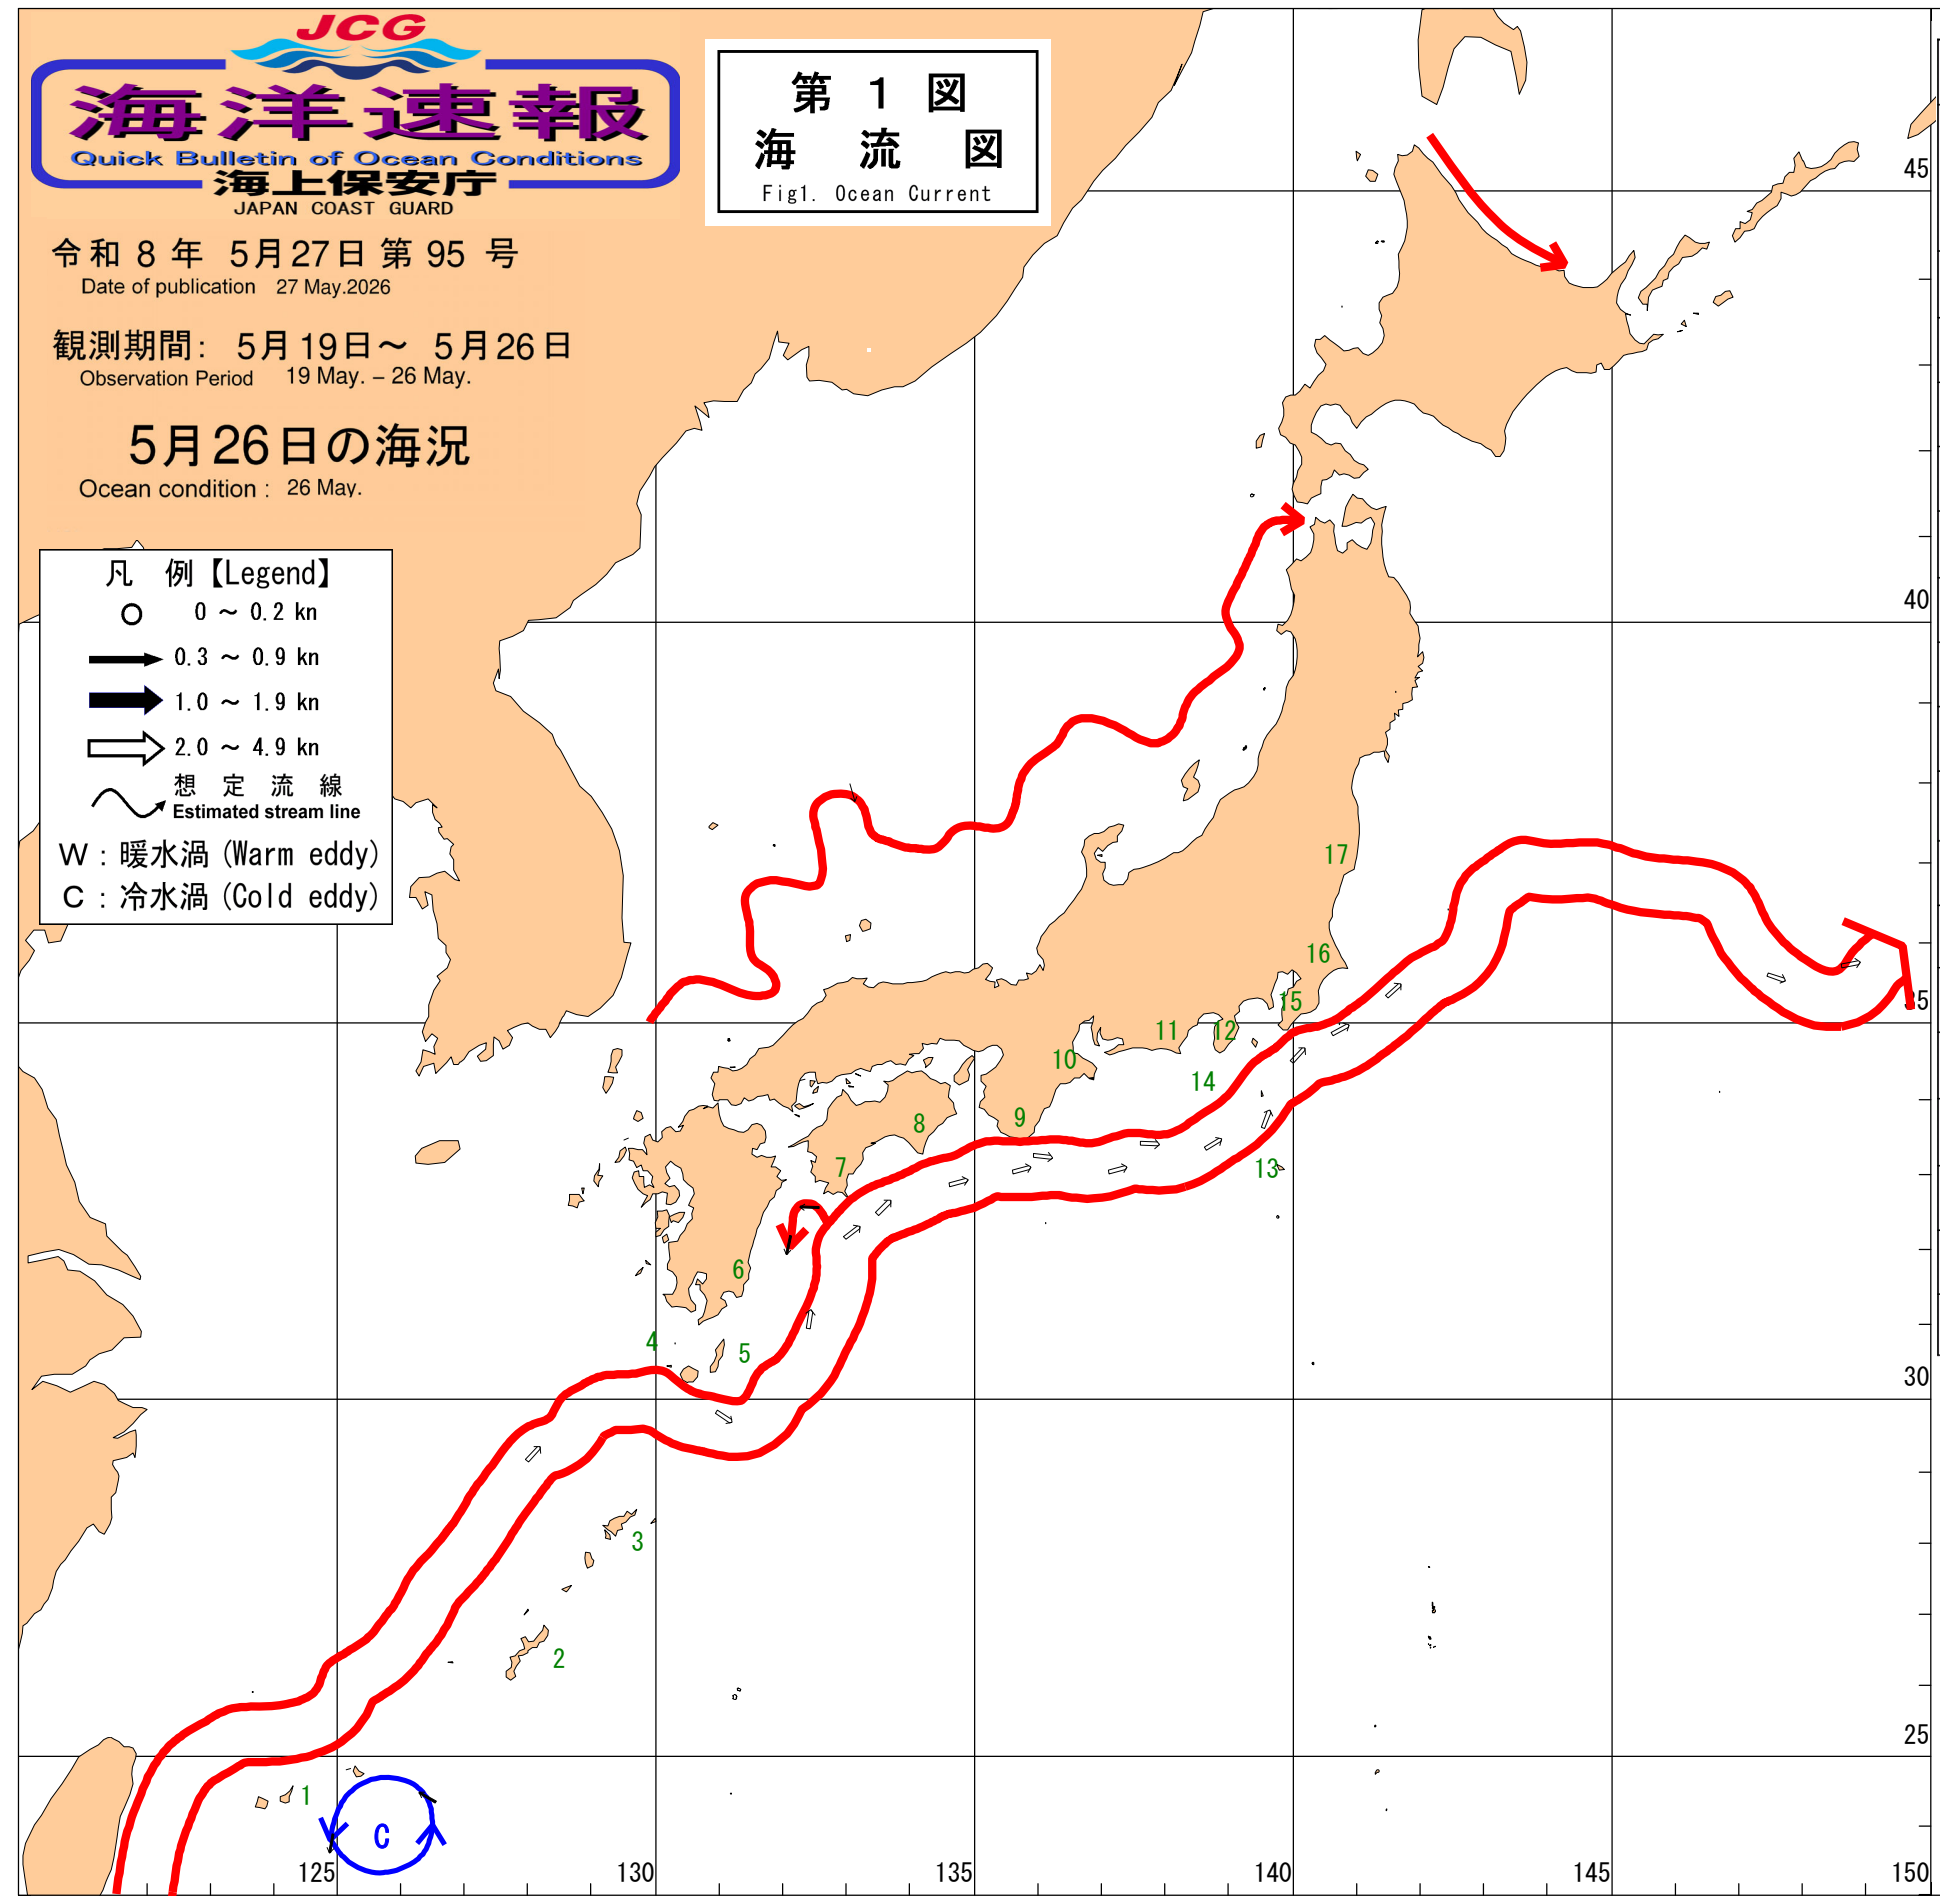 JCG
海洋速報
Quick Bulletin of Ocean Conditions
海上保安庁
JAPAN COAST GUARD
令和 8 年 5月27日 第 95 号
Date of publication 27 May.2026
観測期間: 5月19日～ 5月26日
Observation Period 19 May. – 26 May.
5月26日の海況
Ocean condition : 26 May.
第 1 図
海 流 図
Fig1. Ocean Current
凡 例【Legend】
0 ～ 0.2 kn
0.3 ～ 0.9 kn
1.0 ～ 1.9 kn
2.0 ～ 4.9 kn
想 定 流 線
Estimated stream line
W : 暖水渦 (Warm eddy)
C : 冷水渦 (Cold eddy)
45
40
17
16
15
35
11
12
10
14
9
8
7
13
6
4
5
30
3
2
25
1
C
125
130
135
140
145
150